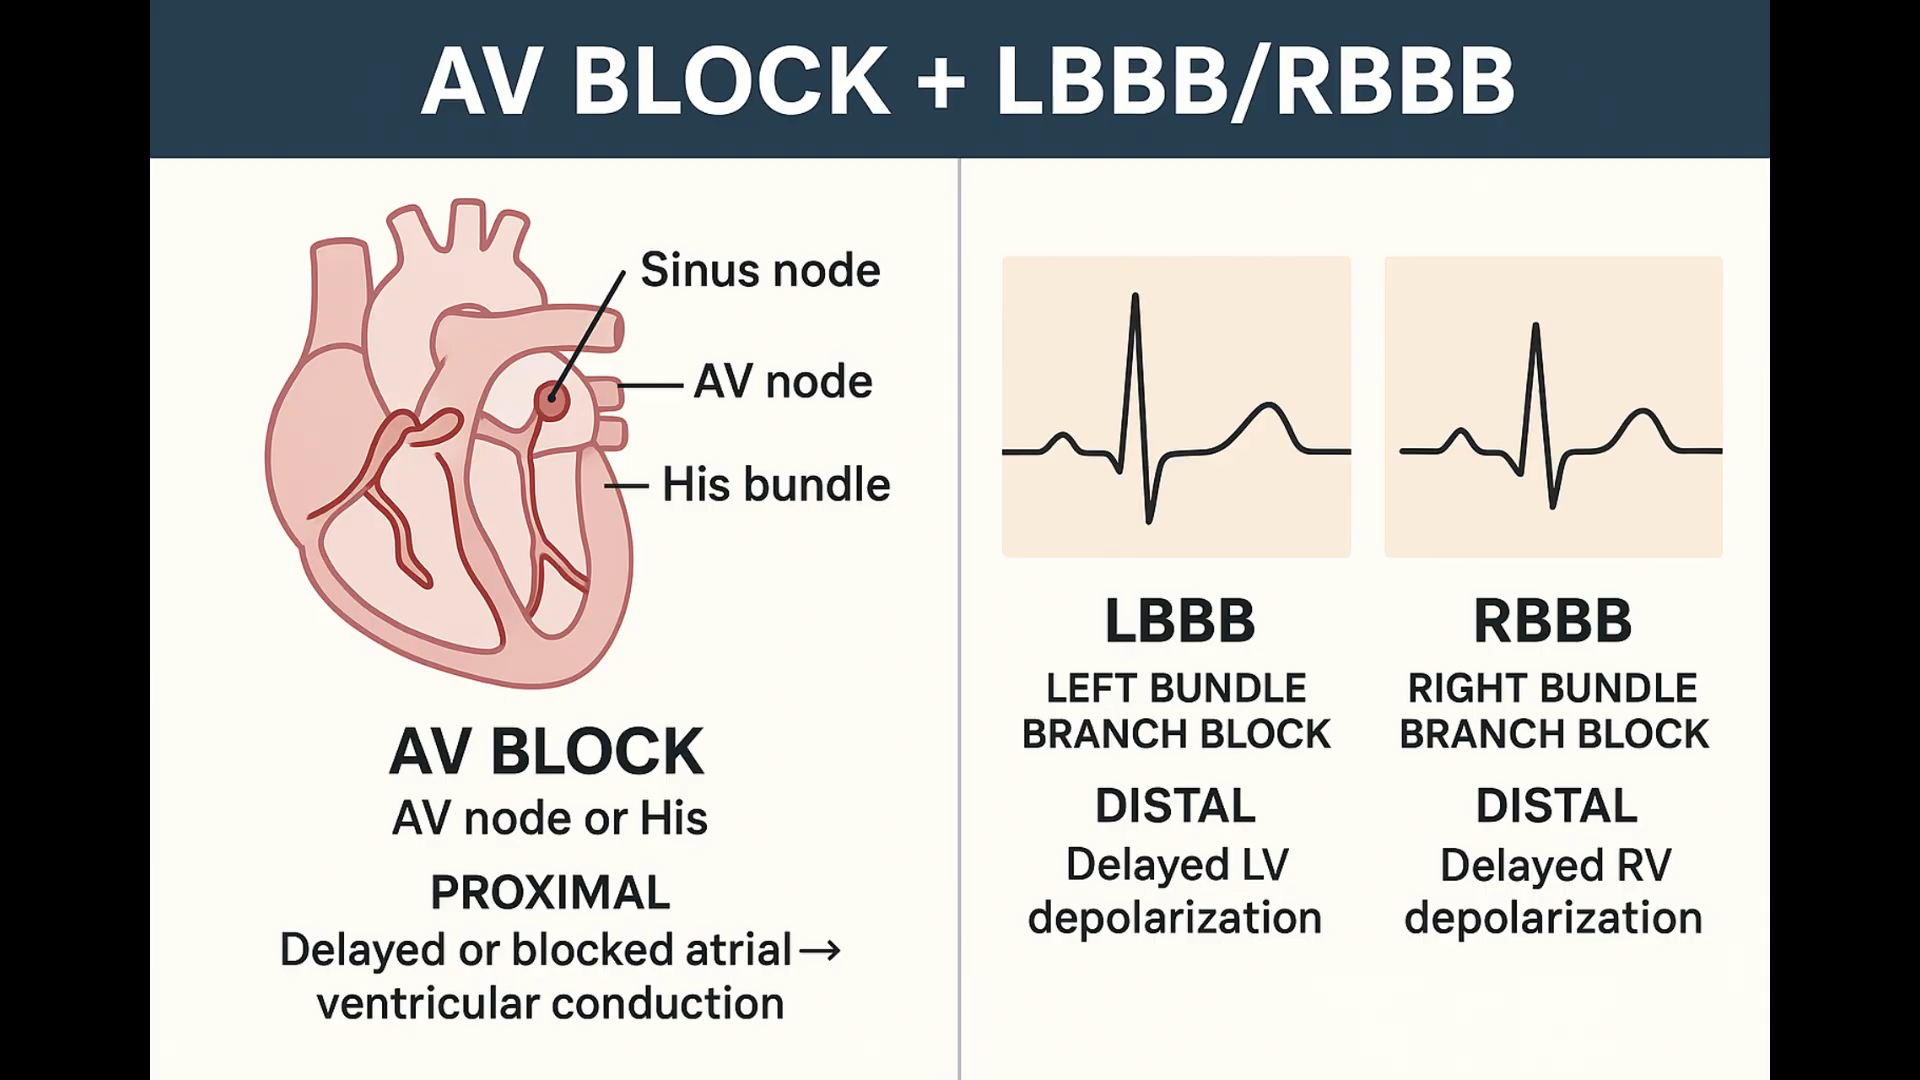 AV BLOCK + LBBB/RBBB
Sinus node
AV node
His bundle
AV BLOCK
AV node or His
PROXIMAL
Delayed or blocked atrial→
ventricular conduction
LBBB
LEFT BUNDLE
BRANCH BLOCK
DISTAL
Delayed LV
depolarization
RBBB
RIGHT BUNDLE
BRANCH BLOCK
DISTAL
Delayed RV
depolarization